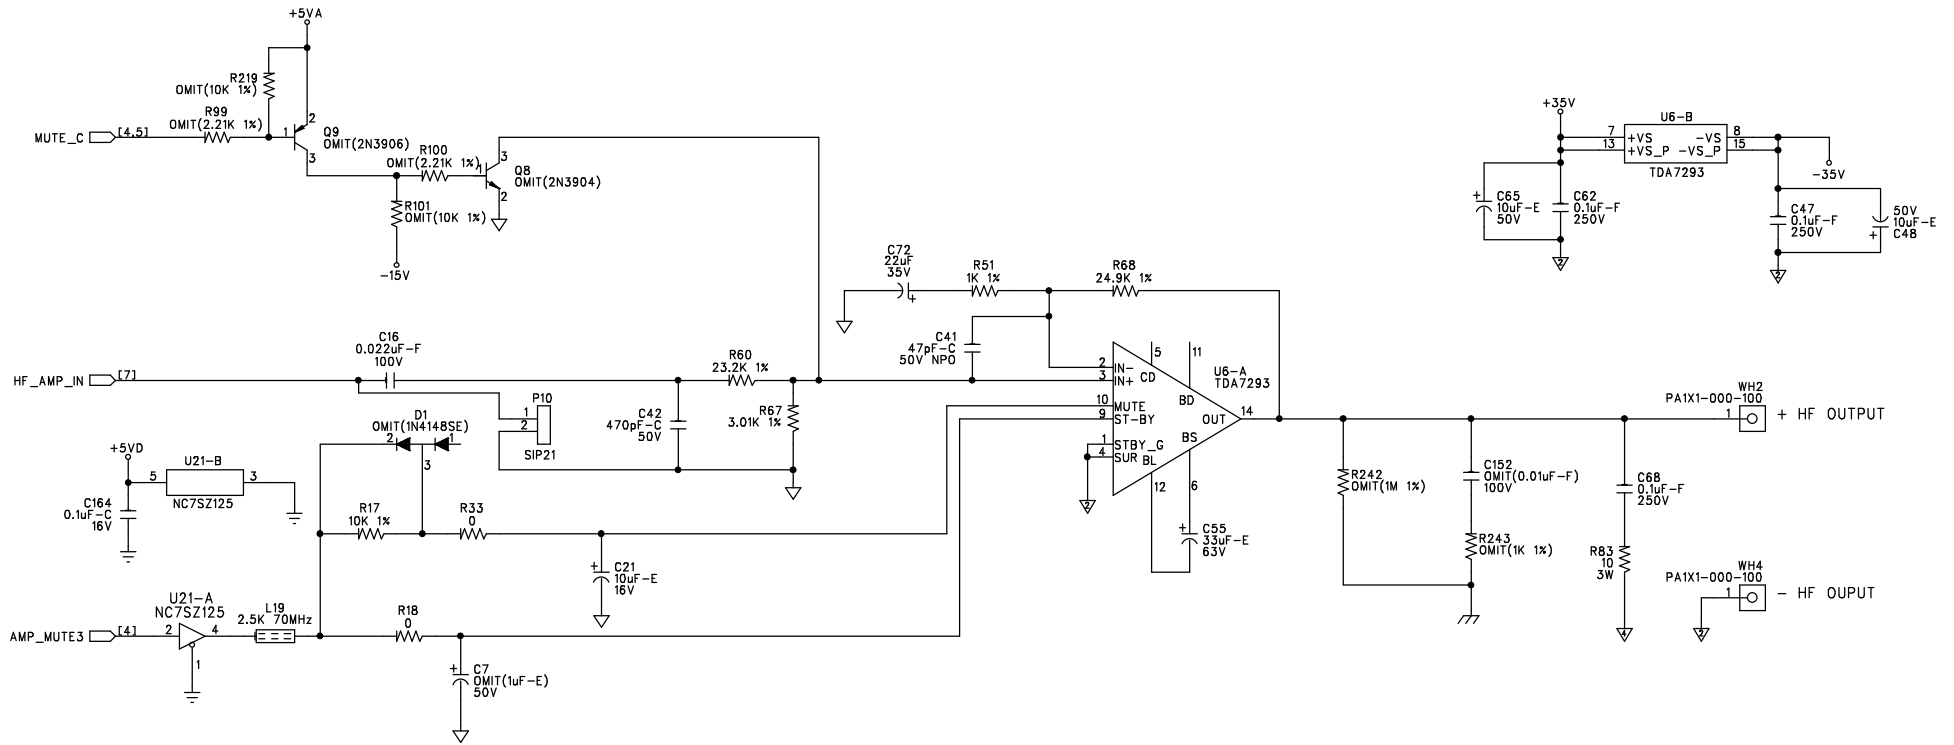 +5VA
R219
OMIT(10K 1%)
R99
OMIT(2.21K 1%)
MUTE_C
[4,5]
1
2
3
Q9
OMIT(2N3906)
R100
OMIT(2.21K 1%)
1
3
2
Q8
OMIT(2N3904)
R101
OMIT(10K 1%)
-15V
+35V
U6-B
7
13
+VS
+VS_P
-VS
-VS_P
8
15
TDA7293
-35V
+
C65
10uF-E
50V
C62
0.1uF-F
250V
2
C47
0.1uF-F
250V
50V
10uF-E
C48
+
2
C72
22uF
35V
+
R51
1K 1%
R68
24.9K 1%
C41
47pF-C
50V NPO
C16
0.022uF-F
100V
HF_AMP_IN
[7]
R60
23.2K 1%
P10
1
2
SIP21
C42
470pF-C
50V
R67
3.01K 1%
D1
OMIT(1N4148SE)
2
1
3
5
11
U6-A
TDA7293
2
IN-
3
IN+
CD
BD
10
MUTE
9
ST-BY
OUT
14
1
STBY_G
4
SUR
BL
BS
12
6
2
+
C55
33uF-E
63V
+5VD
U21-B
5
3
NC7SZ125
C164
0.1uF-C
16V
R17
10K 1%
R33
0
+
C21
10uF-E
16V
U21-A
NC7SZ125
L19
2.5K 70MHz
AMP_MUTE3
[4]
2
4
1
R18
0
+
C7
OMIT(1uF-E)
50V
R242
OMIT(1M 1%)
C152
OMIT(0.01uF-F)
100V
R243
OMIT(1K 1%)
C68
0.1uF-F
250V
R83
10
3W
4
WH2
PA1X1-000-100
1
+ HF OUTPUT
WH4
PA1X1-000-100
1
- HF OUPUT
2